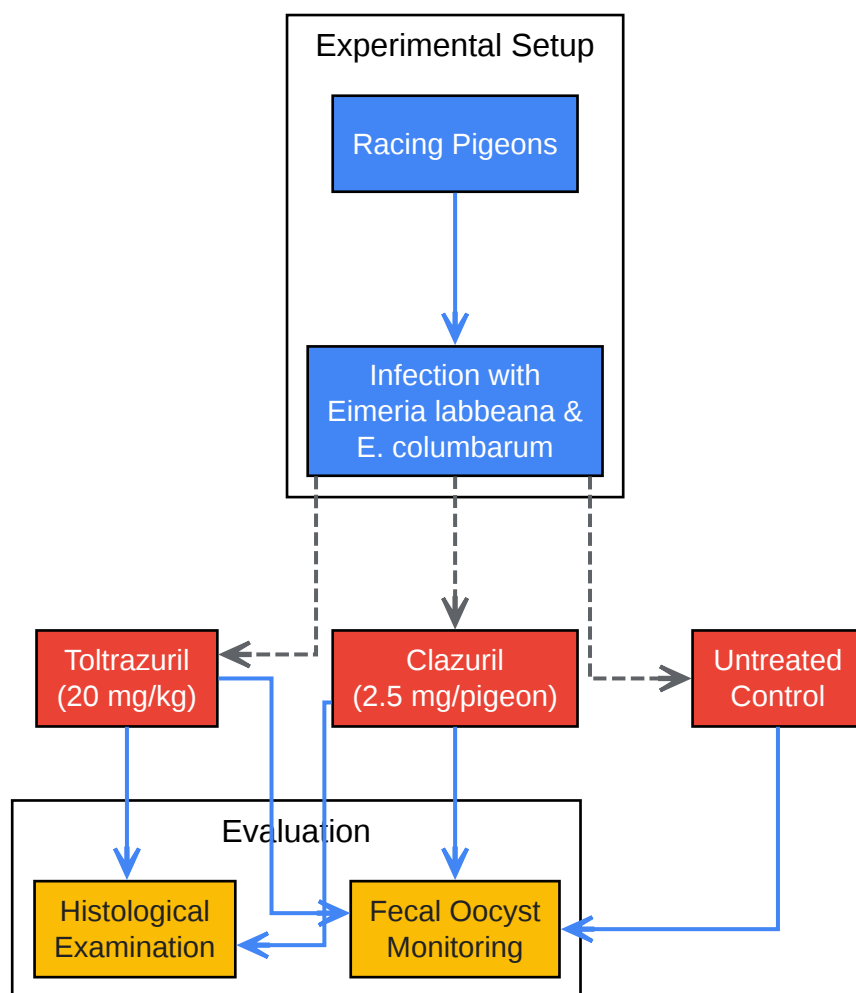 Experimental Setup
Racing Pigeons
Infection with
Eimeria labbeana &
E. columbarum
Toltrazuril
(20 mg/kg)
Clazuril
(2.5 mg/pigeon)
Untreated
Control
Evaluation
Histological
Examination
Fecal Oocyst
Monitoring